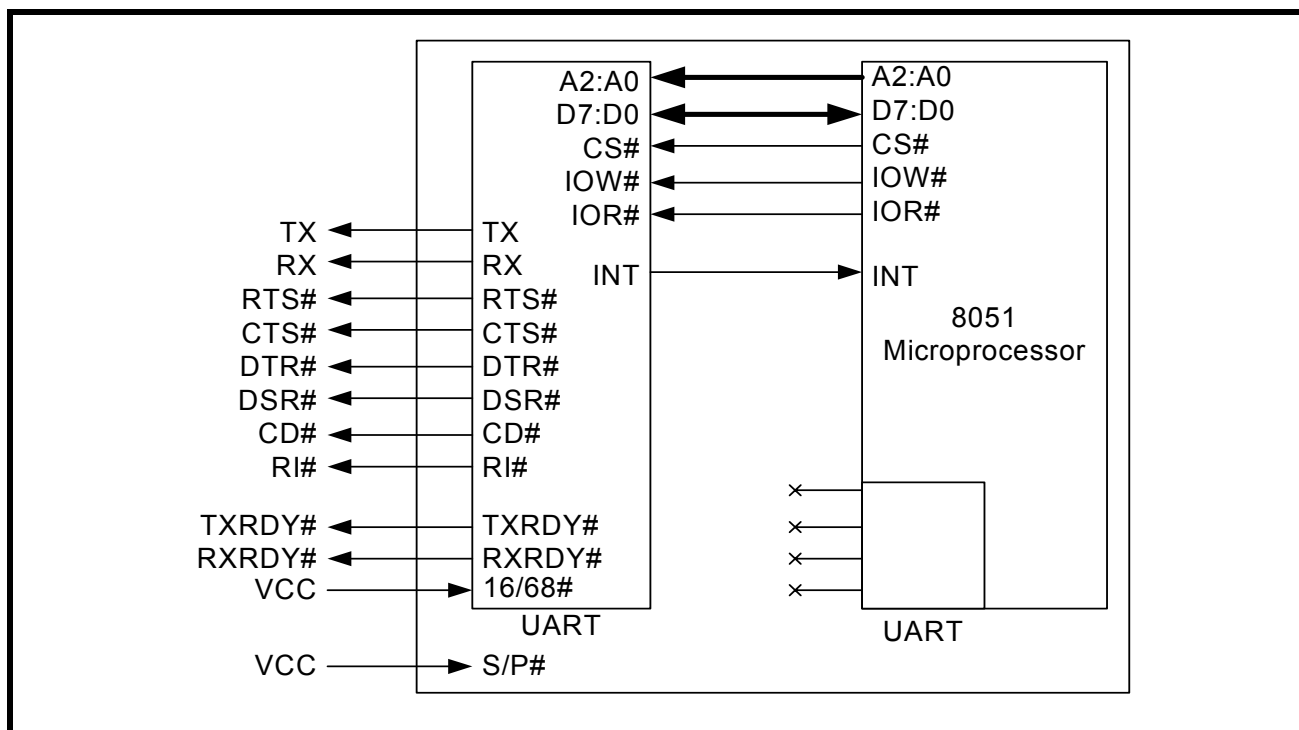 A2:A0
A2:A0
D7:D0
D7:D0
CS#
CS#
IOW#
IOW#
IOR#
IOR#
TX
TX
RX
RX
INT
INT
RTS#
RTS#
CTS#
CTS#
8051
Microprocessor
DTR#
DTR#
DSR#
DSR#
CD#
CD#
RI#
RI#
TXRDY#
TXRDY#
RXRDY#
RXRDY#
VCC
16/68#
UART
UART
VCC
S/P#